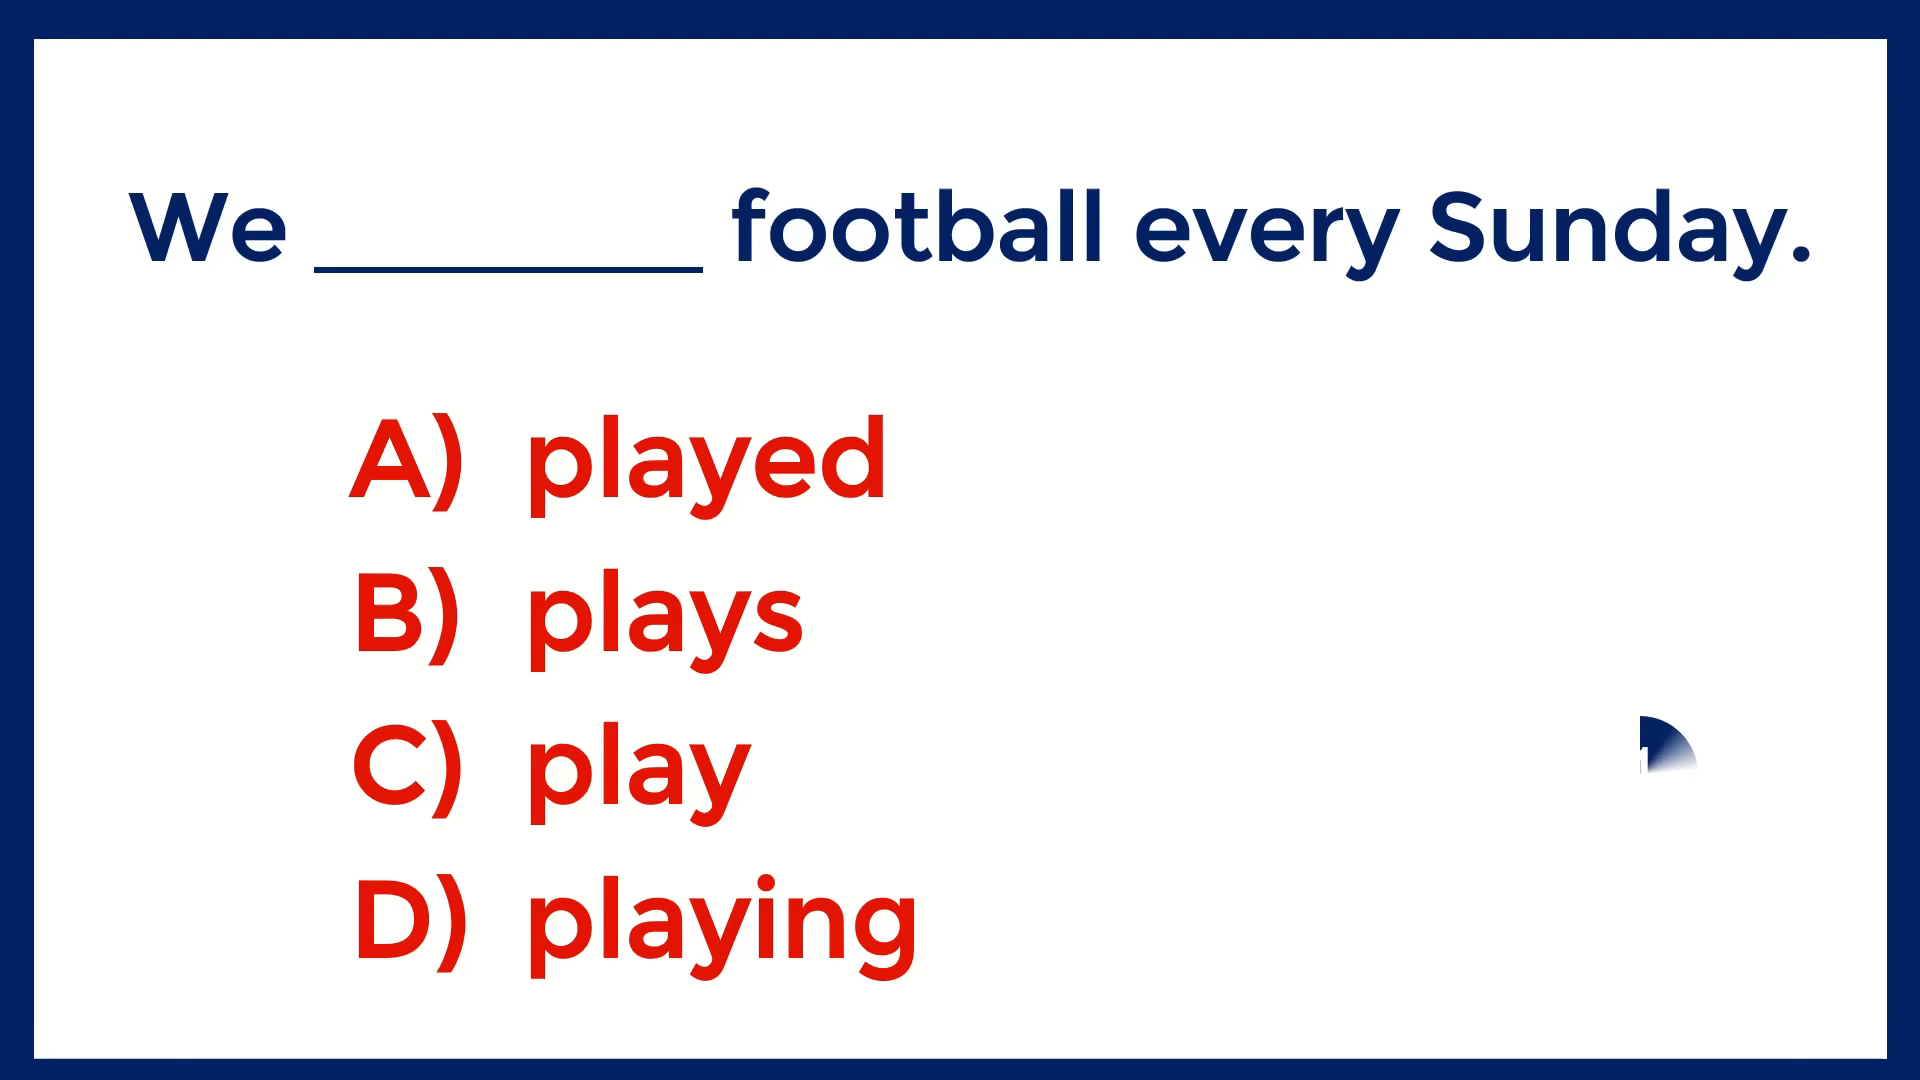 We ________ football every Sunday.
A) played
B) plays
C) play
D) playing